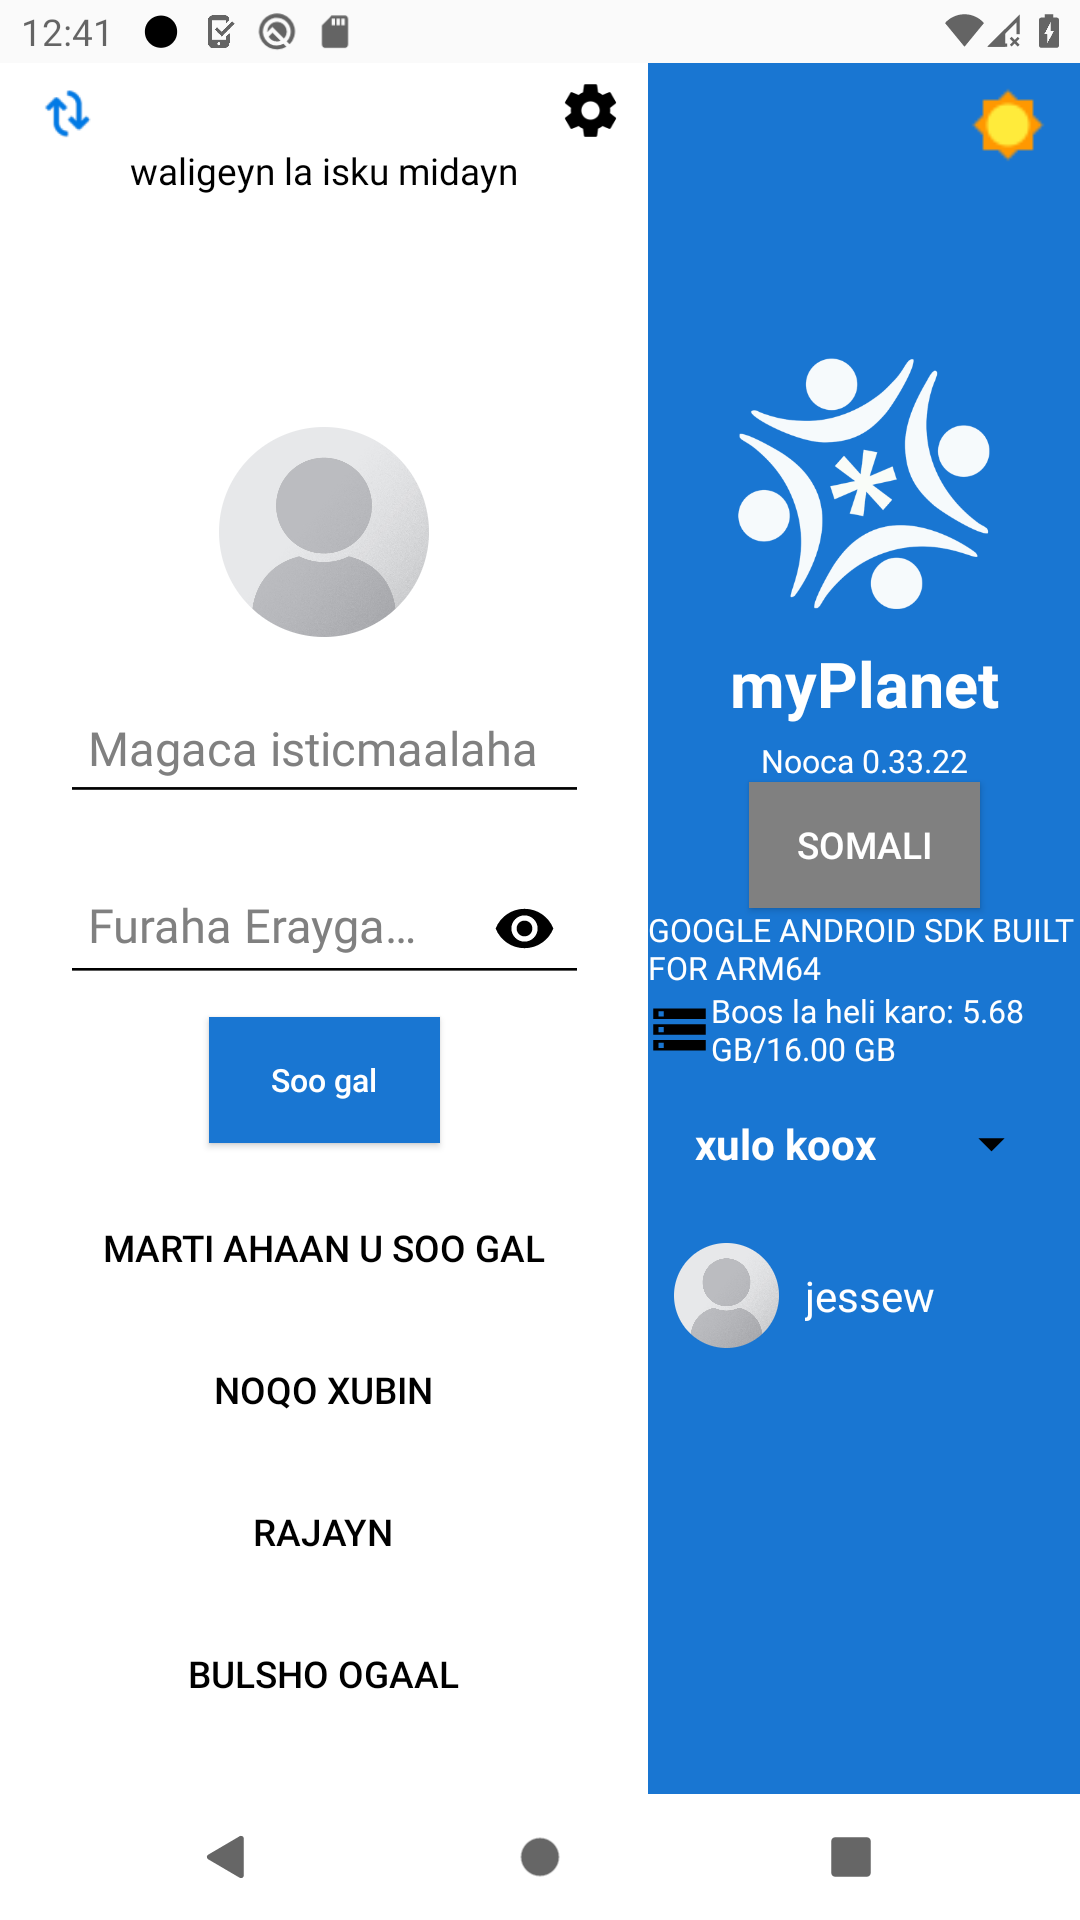 12:41
waligeyn la isku midayn
Magaca isticmaalaha
Furaha Erayga...
Soo gal
MARTI AHAAN U SOO GAL
NOQO XUBIN
RAJAYN
BULSHO OGAAL
myPlanet
Nooca 0.33.22
SOMALI
GOOGLE ANDROID SDK BUILT
FOR ARM64
Boos la heli karo: 5.68
GB/16.00 GB
xulo koox
jessew